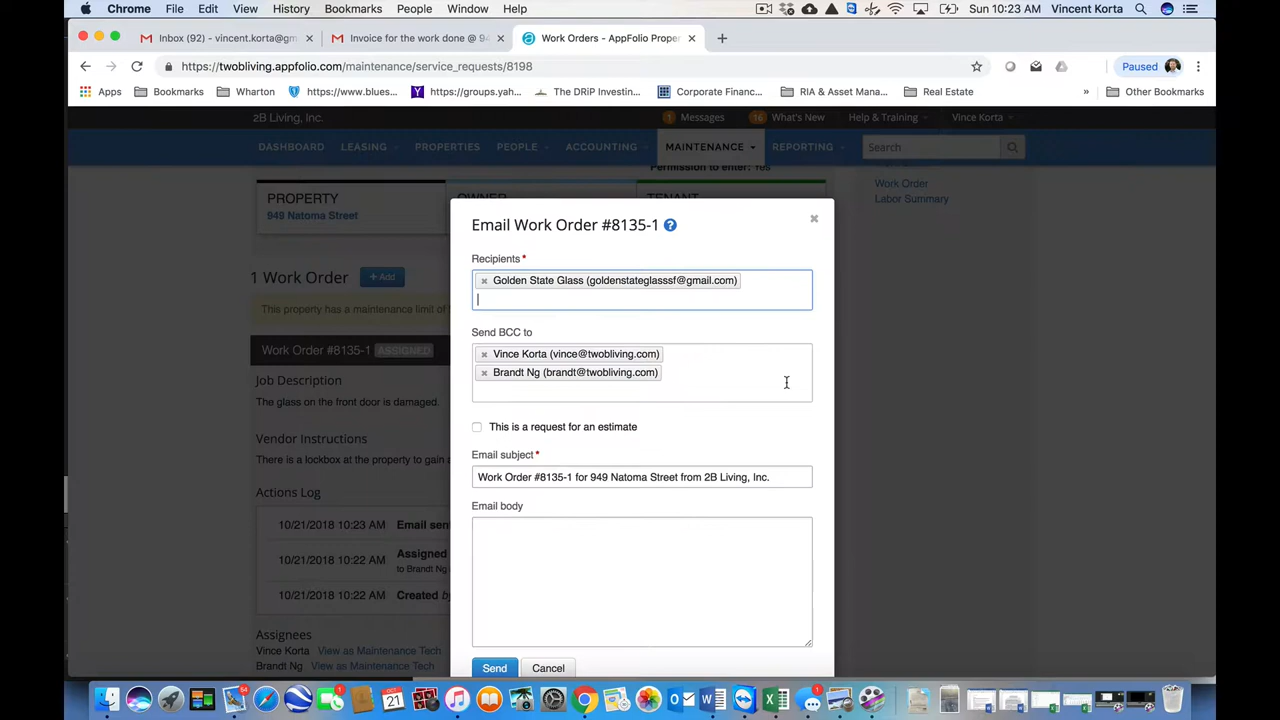 Chrome File Edit View History Bookmarks People Window Help Sun 10:23 AM Vincent Korta
Inbox (92) - vincent.korta@gm Invoice for the work done @ 94 Work Orders - AppFolio Proper
https://twobliving.appfolio.com/maintenance/service_requests/8198 Paused
Apps Bookmarks Wharton https://www.blues... https://groups.yah... The DRiP Investin... Corporate Financ... RIA & Asset Mana... Real Estate » Other Bookmarks
2B Living, Inc. 1 Messages 16 What's New Help & Training Vince Korta
DASHBOARD LEASING PROPERTIES PEOPLE ACCOUNTING MAINTENANCE REPORTING Search
Permission to enter: Yes
Work Order
Labor Summary
PROPERTY OWNER TENANT
949 Natoma Street
1 Work Order + Add
This property has a maintenance limit of
Work Order #8135-1 ASSIGNED
Job Description
The glass on the front door is damaged.
Vendor Instructions
There is a lockbox at the property to gain a
Actions Log
10/21/2018 10:23 AM Email sen
10/21/2018 10:22 AM Assigned
to Brandt Ng
10/21/2018 10:22 AM Created by
Assignees
Vince Korta View as Maintenance Tech
Brandt Ng View as Maintenance Tech
Email Work Order #8135-1 ?
Recipients*
Golden State Glass (goldenstateglasssf@gmail.com)
Send BCC to
Vince Korta (vince@twobliving.com)
Brandt Ng (brandt@twobliving.com)
This is a request for an estimate
Email subject*
Work Order #8135-1 for 949 Natoma Street from 2B Living, Inc.
Email body
Send Cancel